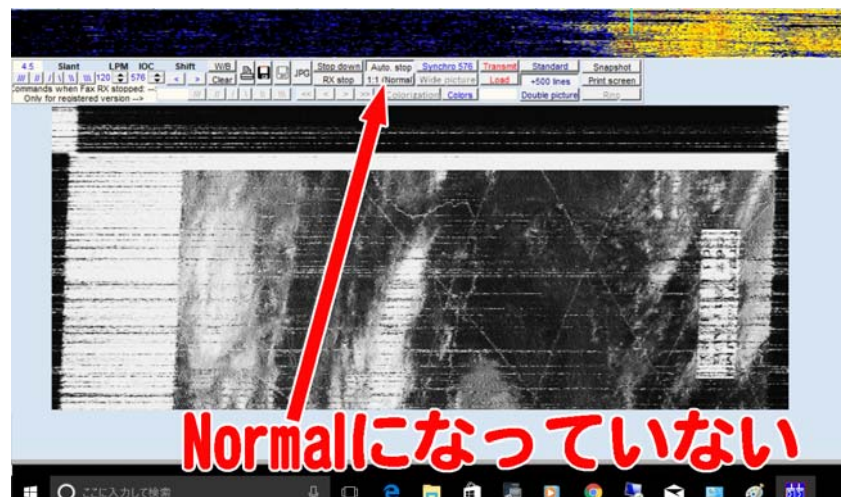 4.5 Slant LPM IOC Shift W/B JPG Stop down Auto. stop Synchro 576 Transmit Standard Snapshot
/// // / \ \\ \\\ 120 576 < > Clear RX stop 1:1 (Normal) Wide picture Load +500 lines Print screen
Commands when Fax RX stopped: --> 
Only for registered version --> /// // / \ \\ \\\ << < > >> Colorization Colors Double picture
Normalになっていない
ここに入力して検索